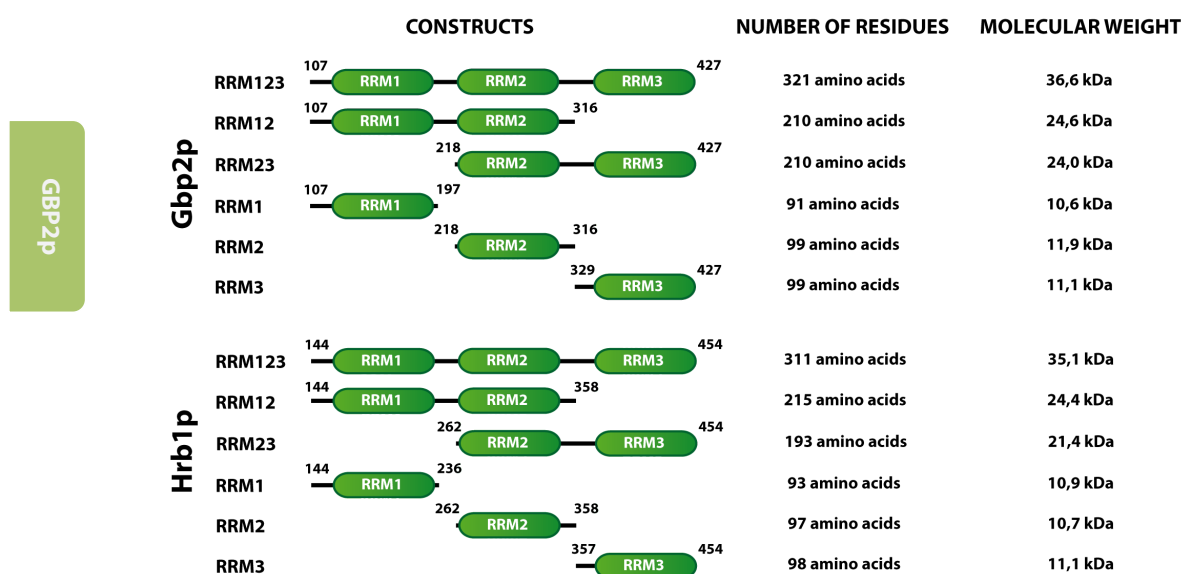 CONSTRUCTS NUMBER OF RESIDUES MOLECULAR WEIGHT
GBP2p
Gbp2p
RRM123 107 RRM1 RRM2 RRM3 427 321 amino acids 36,6 kDa
RRM12 107 RRM1 RRM2 316 210 amino acids 24,6 kDa
RRM23 218 RRM2 RRM3 427 210 amino acids 24,0 kDa
RRM1 107 RRM1 197 91 amino acids 10,6 kDa
RRM2 218 RRM2 316 99 amino acids 11,9 kDa
RRM3 329 RRM3 427 99 amino acids 11,1 kDa
Hrb1p
RRM123 144 RRM1 RRM2 RRM3 454 311 amino acids 35,1 kDa
RRM12 144 RRM1 RRM2 358 215 amino acids 24,4 kDa
RRM23 262 RRM2 RRM3 454 193 amino acids 21,4 kDa
RRM1 144 RRM1 236 93 amino acids 10,9 kDa
RRM2 262 RRM2 358 97 amino acids 10,7 kDa
RRM3 357 RRM3 454 98 amino acids 11,1 kDa